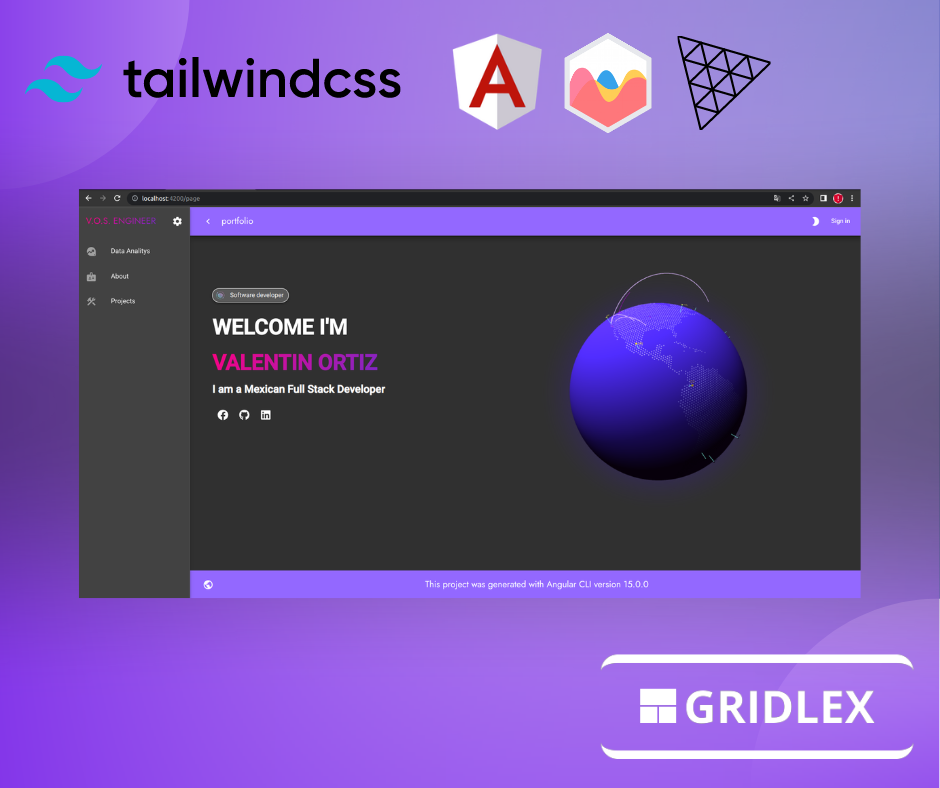 tailwindcss
localhost:4200/page
V.O.S. ENGINEER
portfolio
Sign in
Data Analitys
About
Projects
Software developer
WELCOME I'M
VALENTIN ORTIZ
I am a Mexican Full Stack Developer
This project was generated with Angular CLI version 15.0.0
GRIDLEX